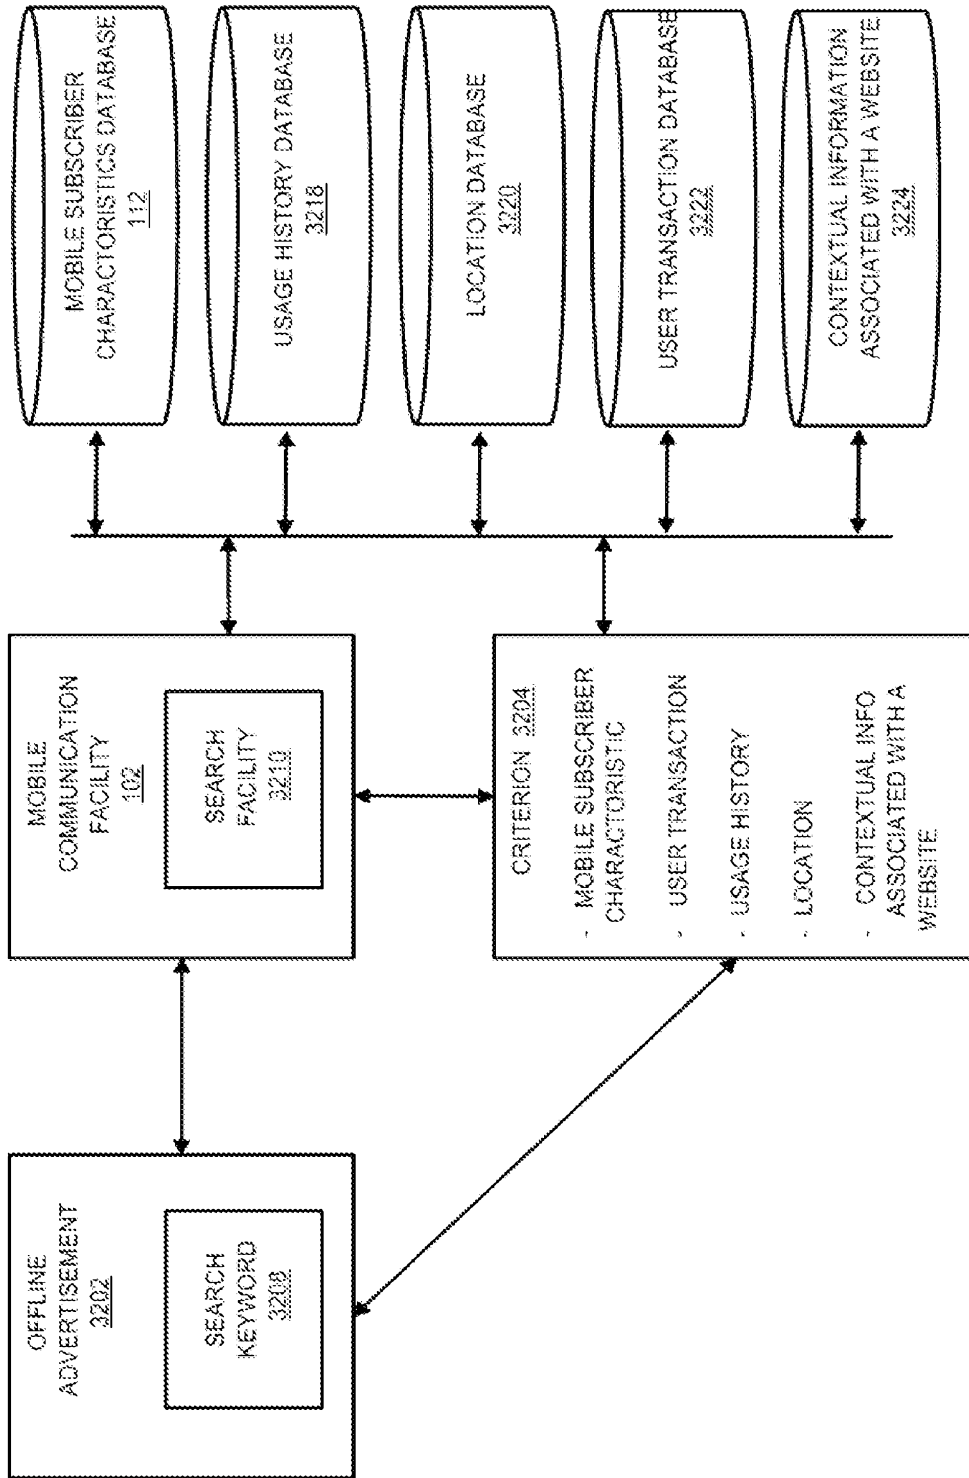 OFFLINE
ADVERTISEMENT
3202
SEARCH
KEYWORD
3208
MOBILE
COMMUNICATION
FACILITY
102
SEARCH
FACILITY
3210
CRITERION 3204
- MOBILE SUBSCRIBER
CHARACTORISTIC
- USER TRANSACTION
- USAGE HISTORY
- LOCATION
- CONTEXTUAL INFO
ASSOCIATED WITH A
WEBSITE
MOBILE SUBSCRIBER
CHARACTORISTICS DATABASE
112
USAGE HISTORY DATABASE
3218
LOCATION DATABASE
3220
USER TRANSACTION DATABASE
3222
CONTEXTUAL INFORMATION
ASSOCIATED WITH A WEBSITE
3224